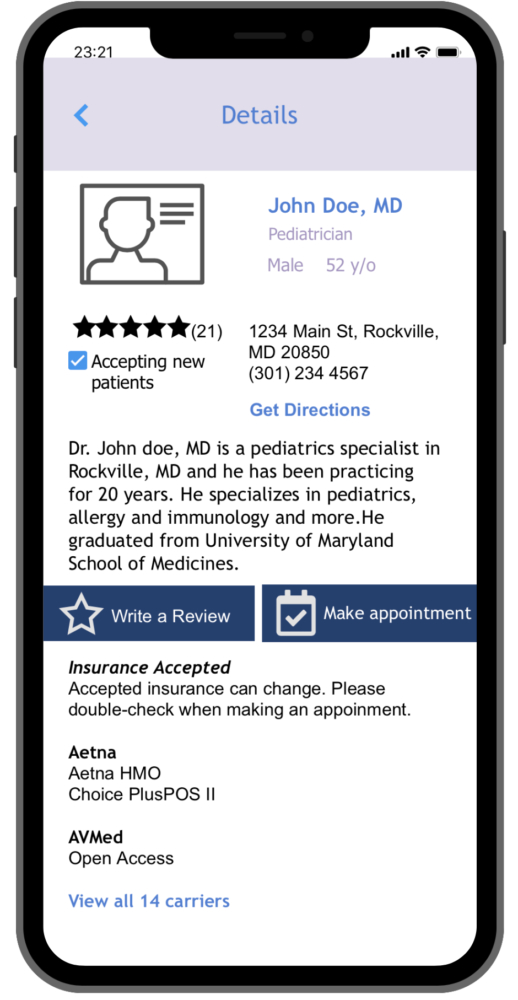 23:21
Details
John Doe, MD
Pediatrician
Male 52 y/o
(21)
Accepting new
patients
1234 Main St, Rockville,
MD 20850
(301) 234 4567
Get Directions
Dr. John doe, MD is a pediatrics specialist in
Rockville, MD and he has been practicing
for 20 years. He specializes in pediatrics,
allergy and immunology and more.He
graduated from University of Maryland
School of Medicines.
Write a Review
Make appointment
Insurance Accepted
Accepted insurance can change. Please
double-check when making an appoinment.
Aetna
Aetna HMO
Choice PlusPOS II
AVMed
Open Access
View all 14 carriers